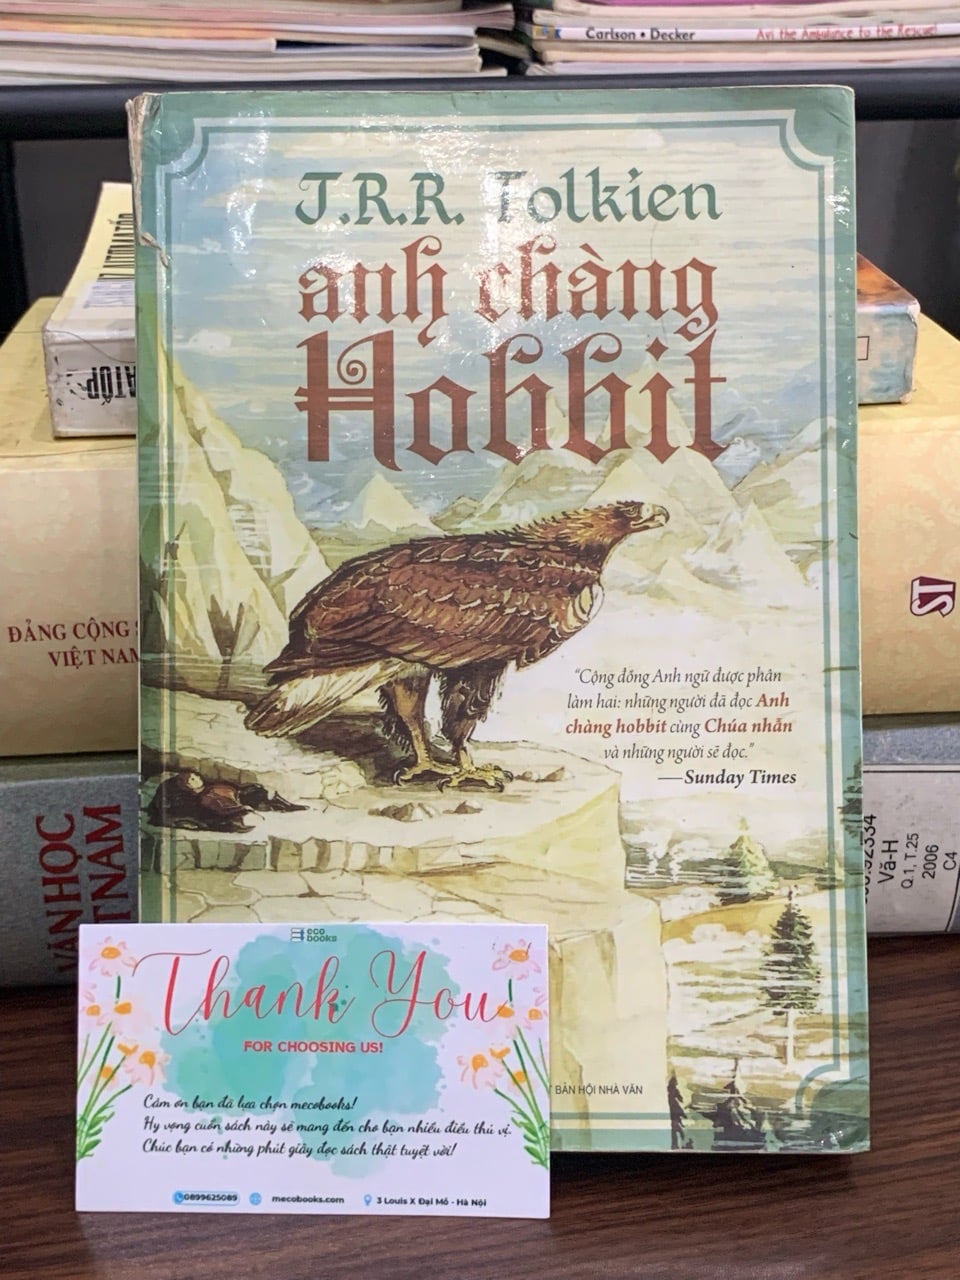 Carlson • Decker
Avi the Ambulance to the Rescue!
J.R.R. Tolkien
anh chàng
Hobbit
"Cộng đồng Anh ngữ được phân
làm hai: những người đã đọc Anh
chàng hobbit cùng Chúa nhẫn
và những người sẽ đọc."
—Sunday Times
BẢN HỘI NHÀ VĂN
ĐẢNG CỘNG
VIỆT NAM
ST
VĂN HỌC
Vă-H
Q.1, T.25
2006
C4
eco
books
Thank You
FOR CHOOSING US!
Cảm ơn bạn đã lựa chọn mecobooks!
Hy vọng cuốn sách này sẽ mang đến cho bạn nhiều điều thú vị.
Chúc bạn có những phút giây đọc sách thật tuyệt vời!
0899625089
mecobooks.com
3 Louis X Đại Mỗ - Hà Nội